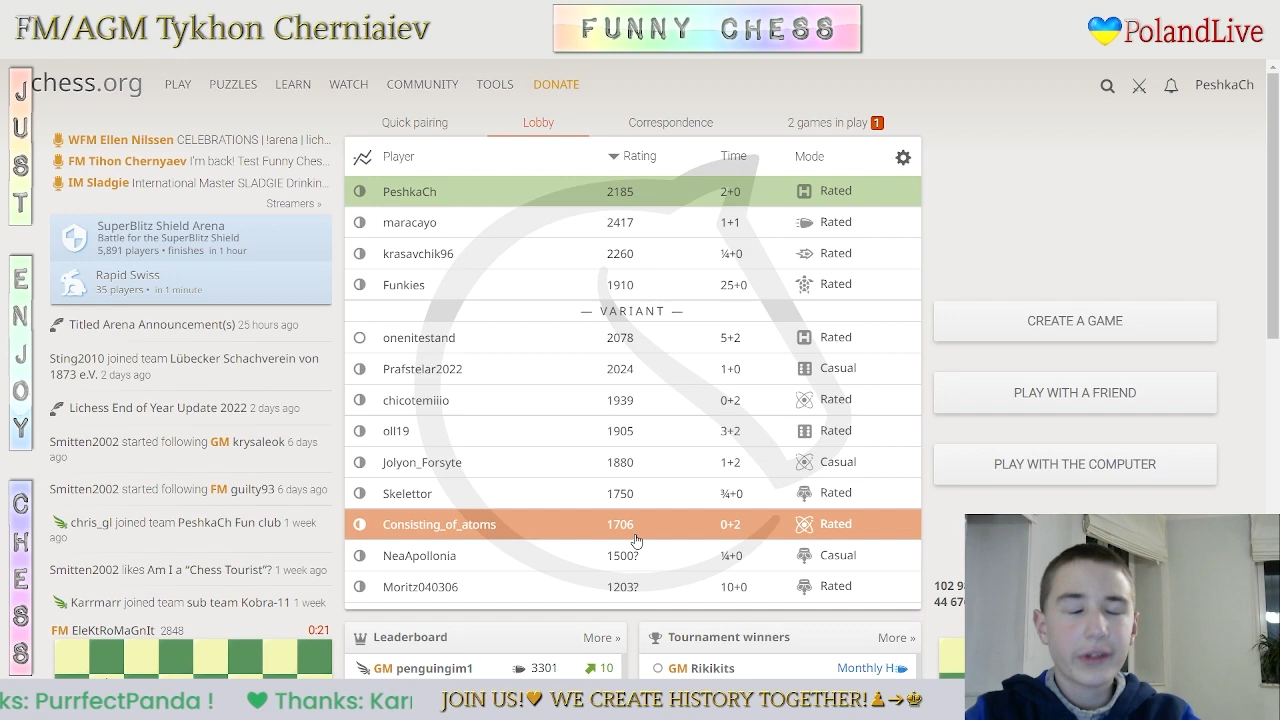 FM/AGM Tykhon Cherniaiev
FUNNY CHESS
PolandLive
JUST
ENJOY
CHESS
chess.org
PLAY
PUZZLES
LEARN
WATCH
COMMUNITY
TOOLS
DONATE
PeshkaCh
WFM Ellen Nilssen CELEBRATIONS | !arena | lich...
FM Tihon Chernyaev I'm back! Test Funny Ches...
IM Sladgie International Master SLADGIE Drinkin...
Streamers »
SuperBlitz Shield Arena
Battle for the SuperBlitz Shield
5,891 players • finishes in 1 hour
Rapid Swiss
35 players • in 1 minute
Titled Arena Announcement(s) 25 hours ago
Sting2010 joined team Lübecker Schachverein von
1873 e.V. 2 days ago
Lichess End of Year Update 2022 2 days ago
Smitten2002 started following GM krysaleok 6 days
ago
Smitten2002 started following FM guilty93 6 days ago
chris_gl joined team PeshkaCh Fun club 1 week
ago
Smitten2002 likes Am I a “Chess Tourist”? 1 week ago
Karrmarr joined team sub team Kobra-11 1 week
FM EleKtRoMaGnIt 2848 0:21
Quick pairing
Lobby
Correspondence
2 games in play 1
Player Rating Time Mode
PeshkaCh 2185 2+0 Rated
maracayo 2417 1+1 Rated
krasavchik96 2260 ¼+0 Rated
Funkies 1910 25+0 Rated
— VARIANT —
onenitestand 2078 5+2 Rated
Prafstelar2022 2024 1+0 Casual
chicotemiiio 1939 0+2 Rated
oll19 1905 3+2 Rated
Jolyon_Forsyte 1880 1+2 Casual
Skelettor 1750 ¾+0 Rated
Consisting_of_atoms 1706 0+2 Rated
NeaApollonia 1500? ¼+0 Casual
Moritz040306 1203? 10+0 Rated
CREATE A GAME
PLAY WITH A FRIEND
PLAY WITH THE COMPUTER
102 9
44 67
Leaderboard More »
GM penguingim1 3301 10
Tournament winners More »
GM Rikikits Monthly H
ks: PurrfectPanda !
Thanks: Kar
JOIN US! WE CREATE HISTORY TOGETHER!